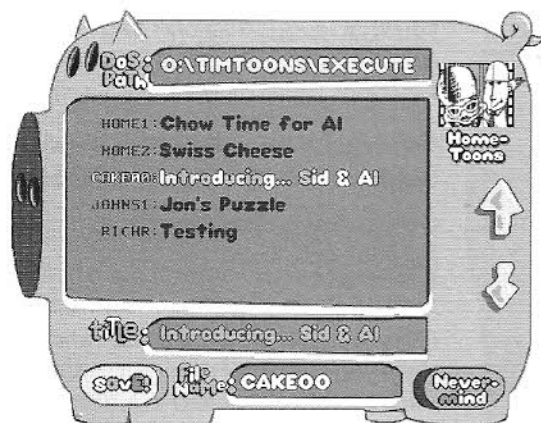 DOS PATH: O:\TIMTOONS\EXECUTE
HOME1: Chow Time for Al
HOME2: Swiss Cheese
CAKE00: Introducing... Sid & Al
JOHNS1: Jon's Puzzle
RICHR: Testing
Home-
Toons
TITLE: Introducing... Sid & Al
SAVE!
File Name: CAKE00
Never-
mind